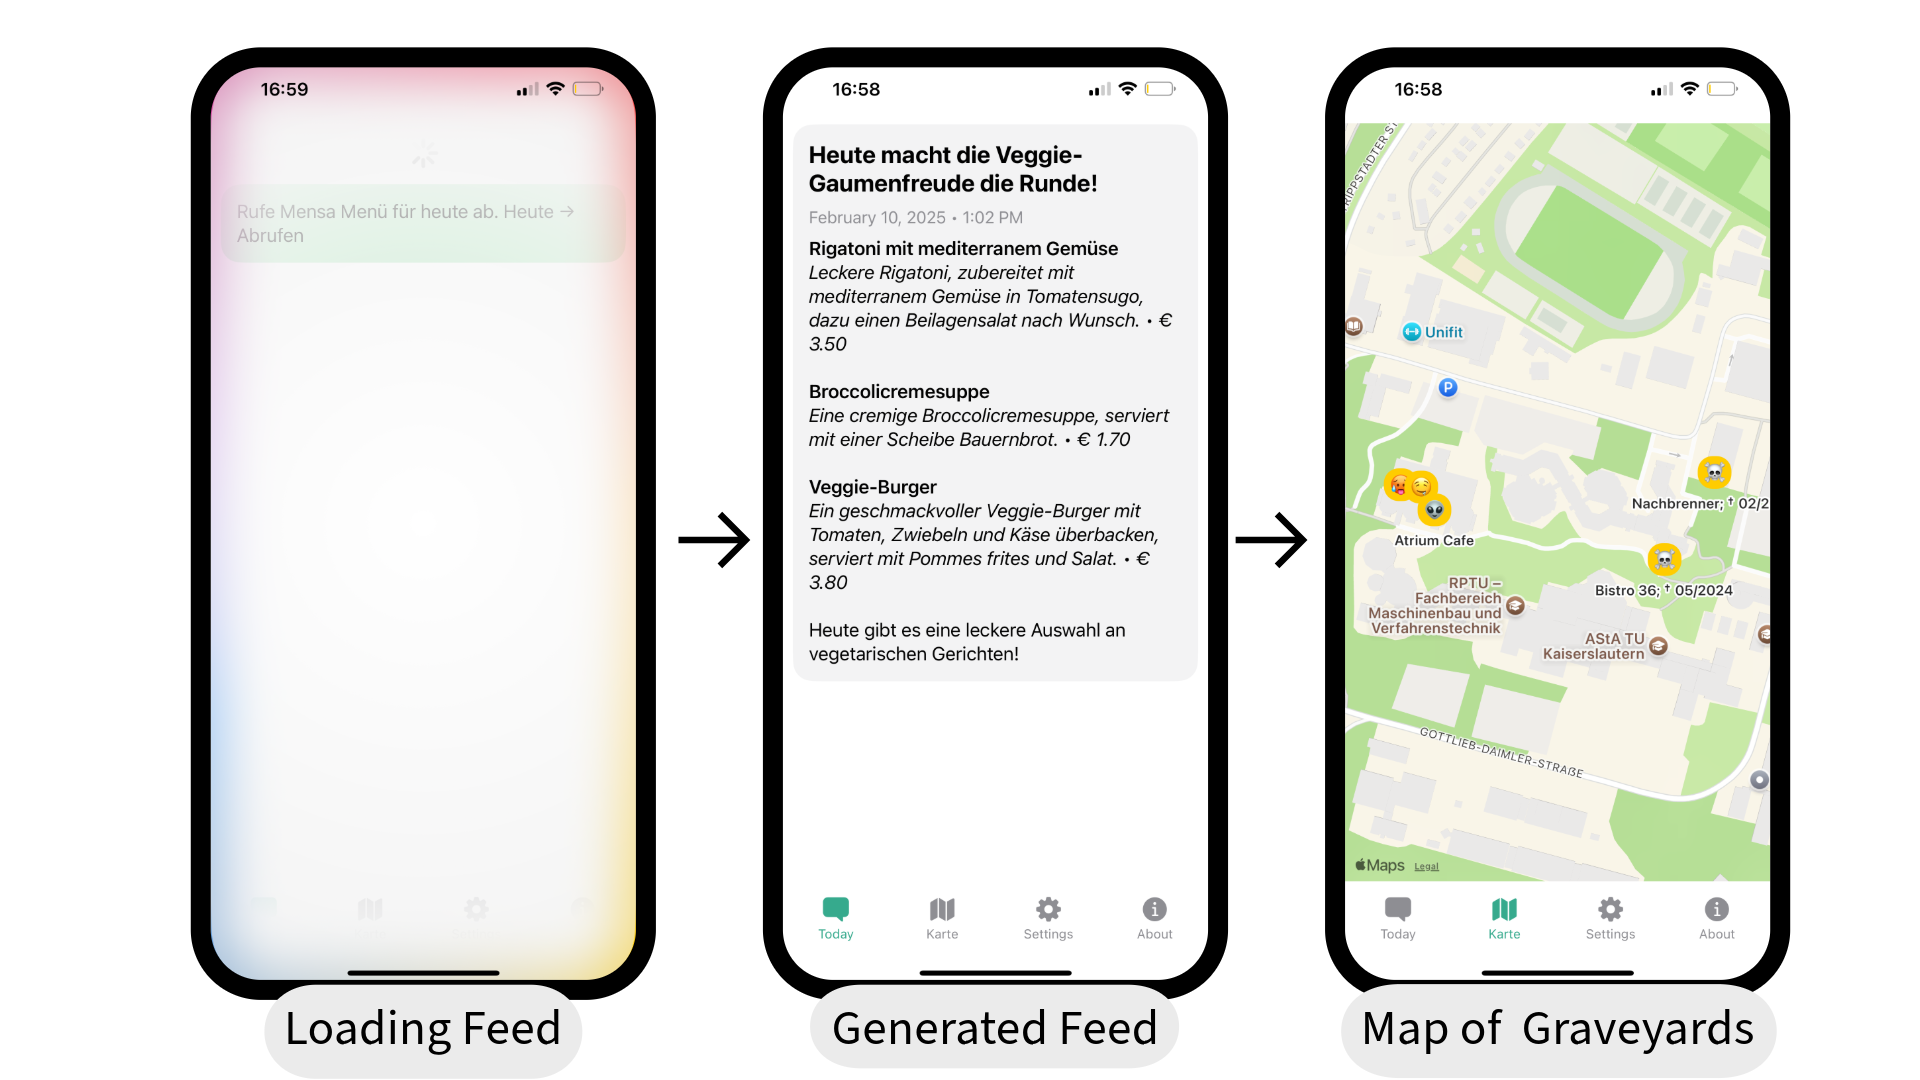 16:59
Rufe Mensa Menü für heute ab. Heute →
Abrufen
Loading Feed
16:58
Heute macht die Veggie-
Gaumenfreude die Runde!
February 10, 2025 • 1:02 PM
Rigatoni mit mediterranem Gemüse
Leckere Rigatoni, zubereitet mit
mediterranem Gemüse in Tomatensugo,
dazu einen Beilagensalat nach Wunsch. • €
3.50
Broccolicremesuppe
Eine cremige Broccolicremesuppe, serviert
mit einer Scheibe Bauernbrot. • € 1.70
Veggie-Burger
Ein geschmackvoller Veggie-Burger mit
Tomaten, Zwiebeln und Käse überbacken,
serviert mit Pommes frites und Salat. • €
3.80
Heute gibt es eine leckere Auswahl an
vegetarischen Gerichten!
Today
Karte
Settings
About
Generated Feed
16:58
RIPPSTADTER ST
Unifit
P
Nachbrenner; † 02/2
Atrium Cafe
Bistro 36; † 05/2024
RPTU –
Fachbereich
Maschinenbau und
Verfahrenstechnik
AStA TU
Kaiserslautern
GOTTLIEB-DAIMLER-STRAẞE
Maps
Legal
Today
Karte
Settings
About
Map of Graveyards